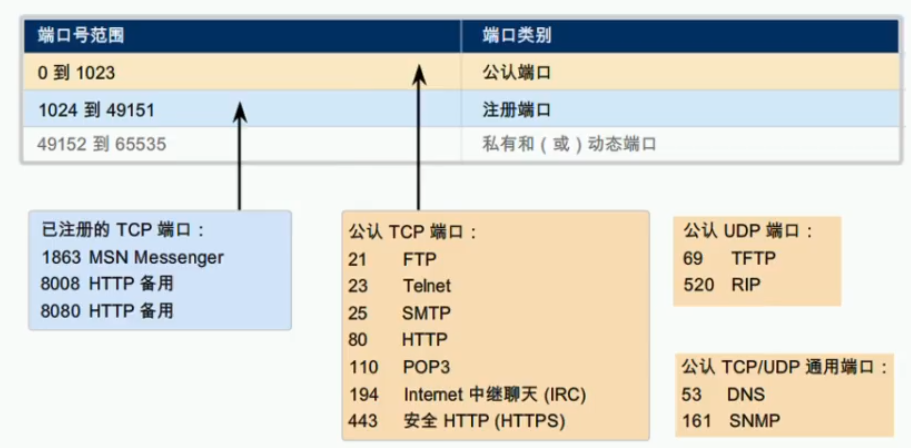 端口号范围 端口类别
0 到 1023 公认端口
1024 到 49151 注册端口
49152 到 65535 私有和（或）动态端口
已注册的 TCP 端口：
1863 MSN Messenger
8008 HTTP 备用
8080 HTTP 备用
公认 TCP 端口：
21 FTP
23 Telnet
25 SMTP
80 HTTP
110 POP3
194 Internet 中继聊天 (IRC)
443 安全 HTTP (HTTPS)
公认 UDP 端口：
69 TFTP
520 RIP
公认 TCP/UDP 通用端口：
53 DNS
161 SNMP